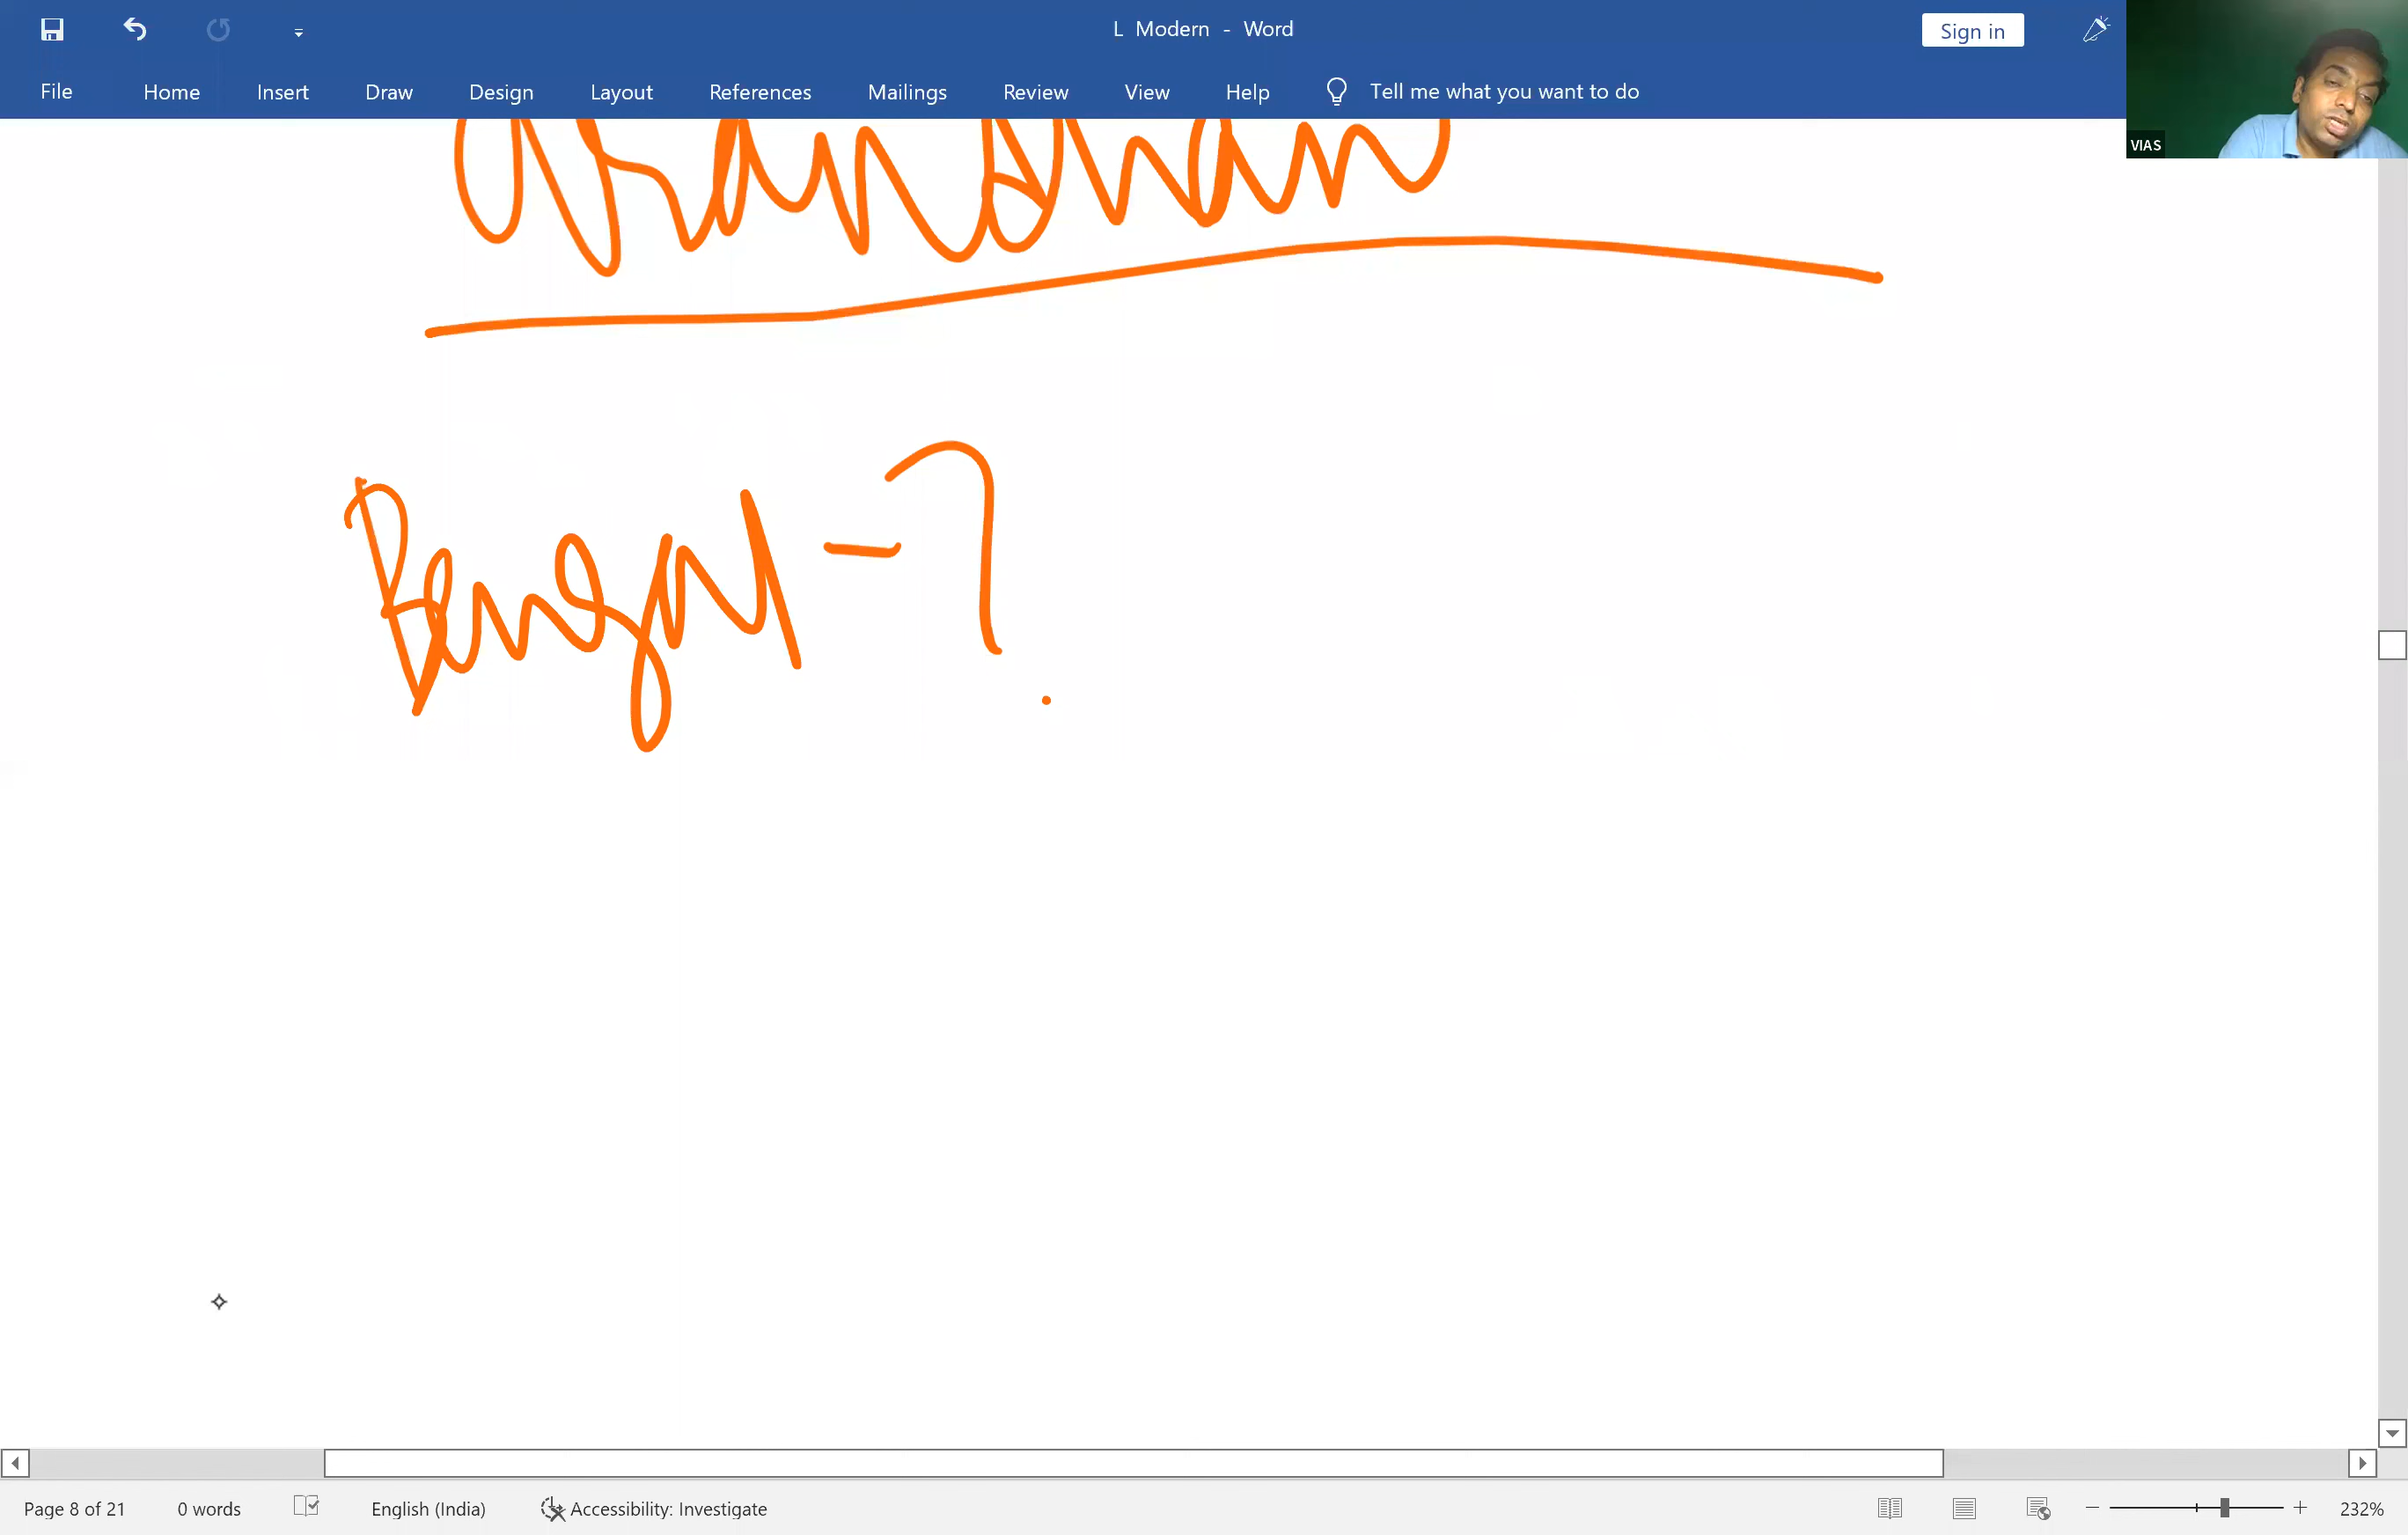 L Modern - Word
Sign in
File Home Insert Draw Design Layout References Mailings Review View Help Tell me what you want to do
VIAS
Bengal - ?
Page 8 of 21 0 words English (India) Accessibility: Investigate 232%